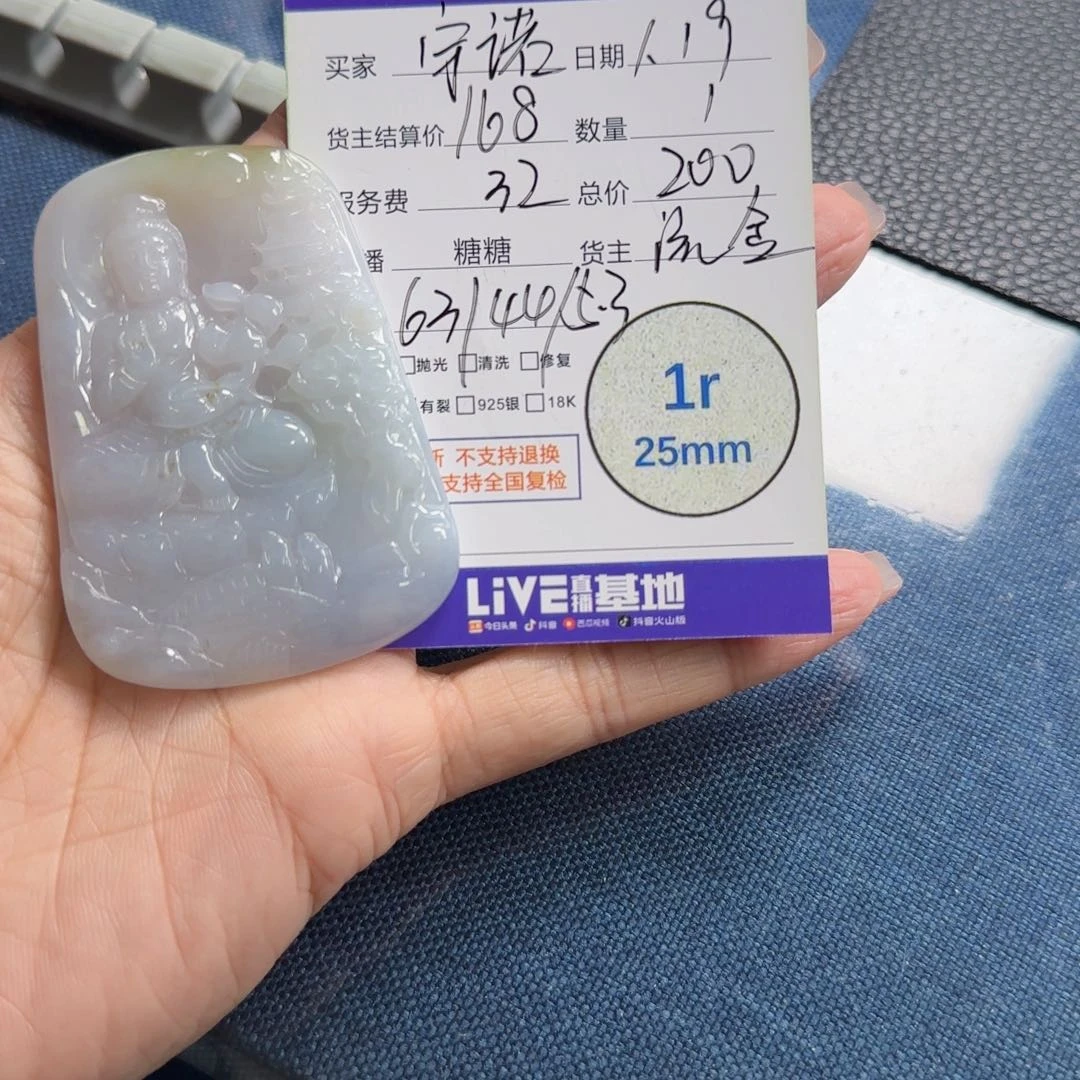 买家 守诺 日期 1.19
货主结算价 168 数量 1
服务费 32 总价 200
播 糖糖 货主 流金
63/44/
抛光 清洗 修复
有裂 925银 18K
不支持退换
支持全国复检
1r
25mm
LiVE直播基地
今日头条 抖音 西瓜视频 抖音火山版